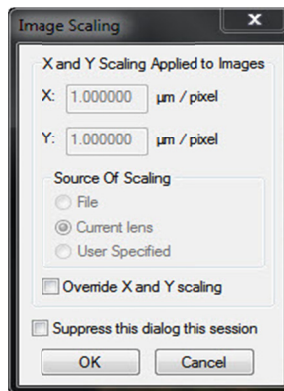 Image Scaling
X and Y Scaling Applied to Images
X: 1.000000 µm / pixel
Y: 1.000000 µm / pixel
Source Of Scaling
File
Current lens
User Specified
Override X and Y scaling
Suppress this dialog this session
OK Cancel